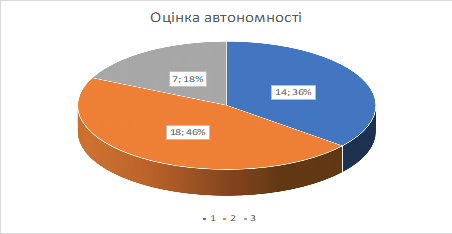 Оцінка автономності
7; 18%
14; 36%
18; 46%
1 2 3